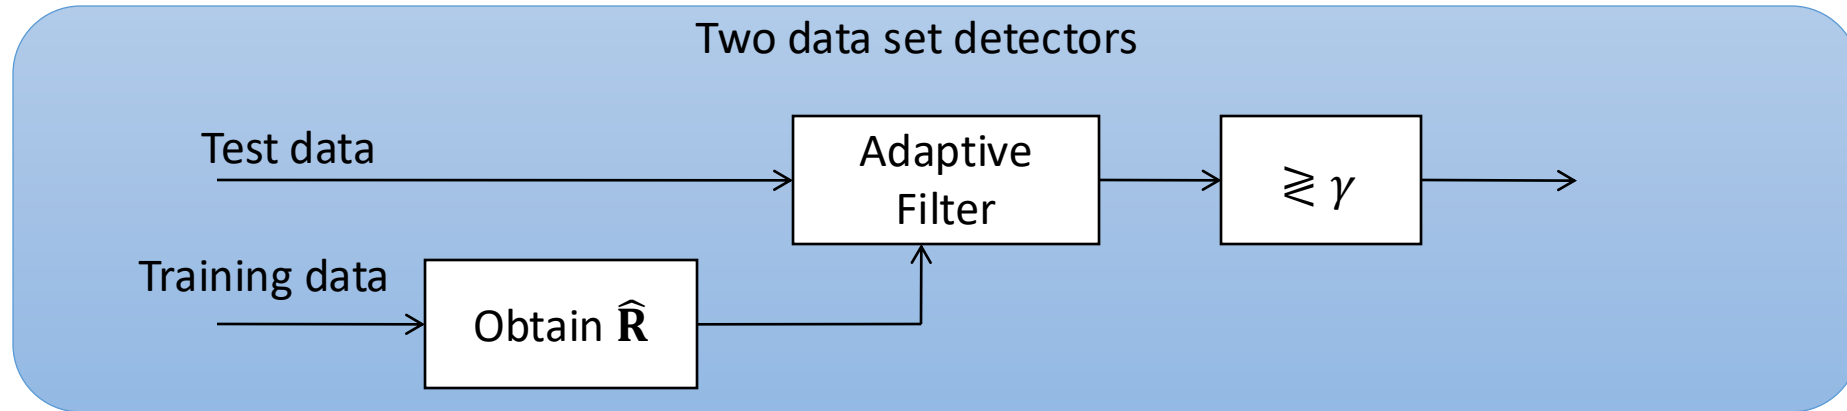 Two data set detectors
Test data
Adaptive
Filter
≷ γ
Training data
Obtain R̂